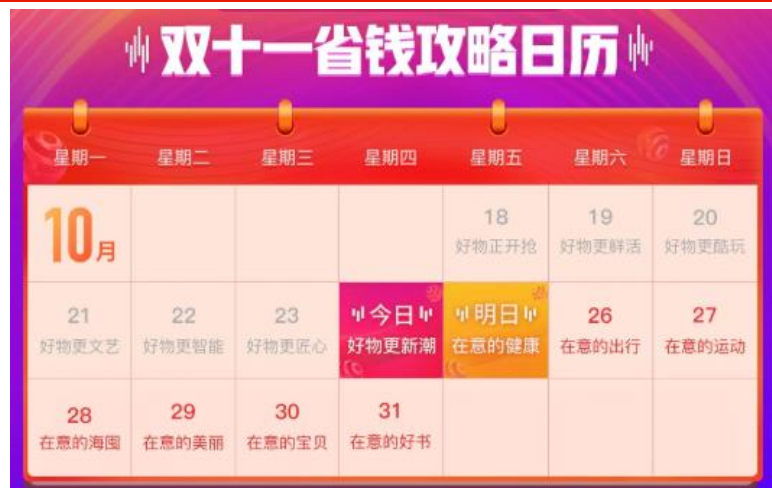 双十一省钱攻略日历
星期一 星期二 星期三 星期四 星期五 星期六 星期日
10月 18 19 20
好物正开抢 好物更鲜活 好物更酷玩
21 22 23 今日 明日 26 27
好物更文艺 好物更智能 好物更匠心 好物更新潮 在意的健康 在意的出行 在意的运动
28 29 30 31
在意的海囤 在意的美丽 在意的宝贝 在意的好书